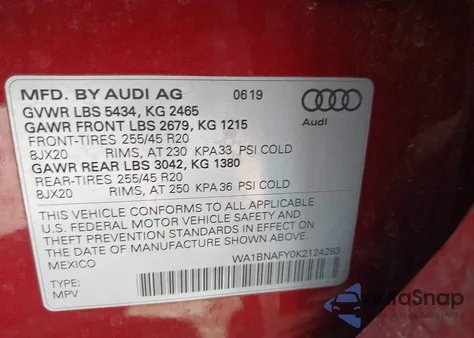 MFD. BY AUDI AG 0619
GVWR LBS 5434, KG 2465
GAWR FRONT LBS 2679, KG 1215
FRONT-TIRES 255/45 R20
8JX20 RIMS, AT 230 KPA33 PSI COLD
GAWR REAR LBS 3042, KG 1380
REAR-TIRES 255/45 R20
8JX20 RIMS, AT 250 KPA 36 PSI COLD
Audi
THIS VEHICLE CONFORMS TO ALL APPLICABLE
U.S. FEDERAL MOTOR VEHICLE SAFETY AND
THEFT PREVENTION STANDARDS IN EFFECT ON
THE DATE OF MANUFACTURE SHOWN ABOVE.
MEXICO
WA1BNAFY0K2124283
TYPE:
MPV
AutaSnap